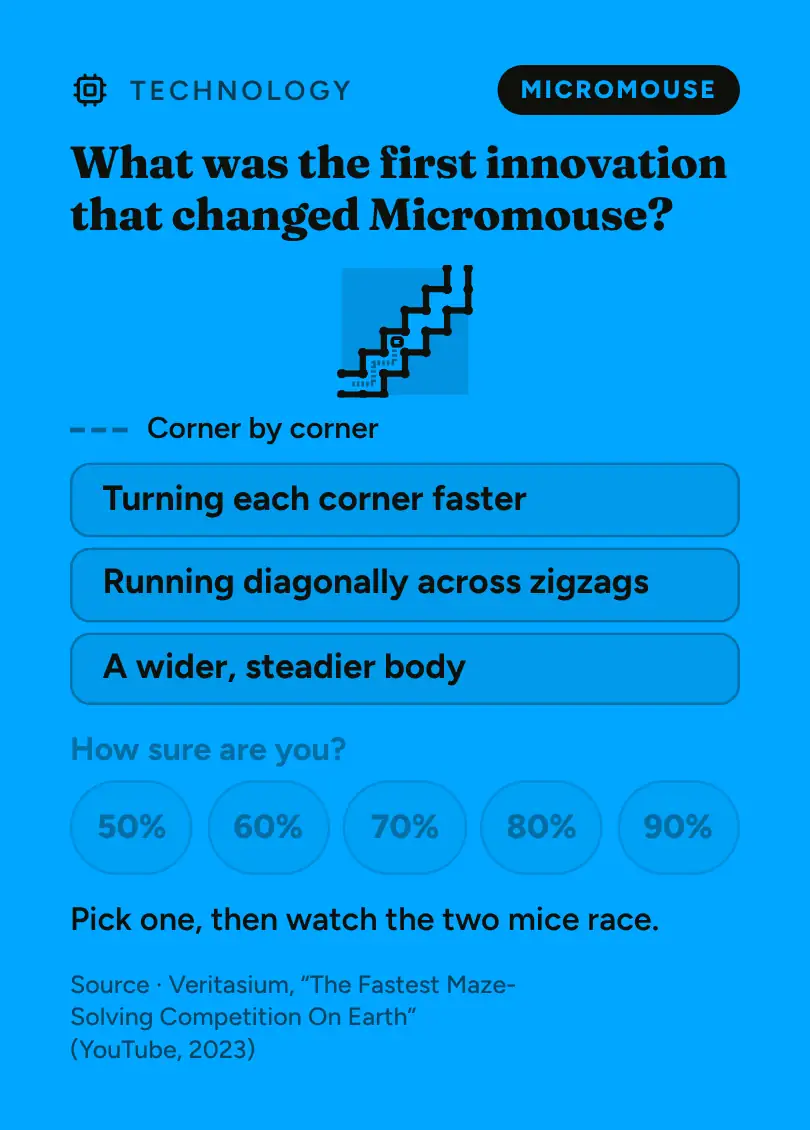 TECHNOLOGY
MICROMOUSE
What was the first innovation
that changed Micromouse?
Corner by corner
Turning each corner faster
Running diagonally across zigzags
A wider, steadier body
How sure are you?
50% 60% 70% 80% 90%
Pick one, then watch the two mice race.
Source · Veritasium, “The Fastest Maze-
Solving Competition On Earth”
(YouTube, 2023)